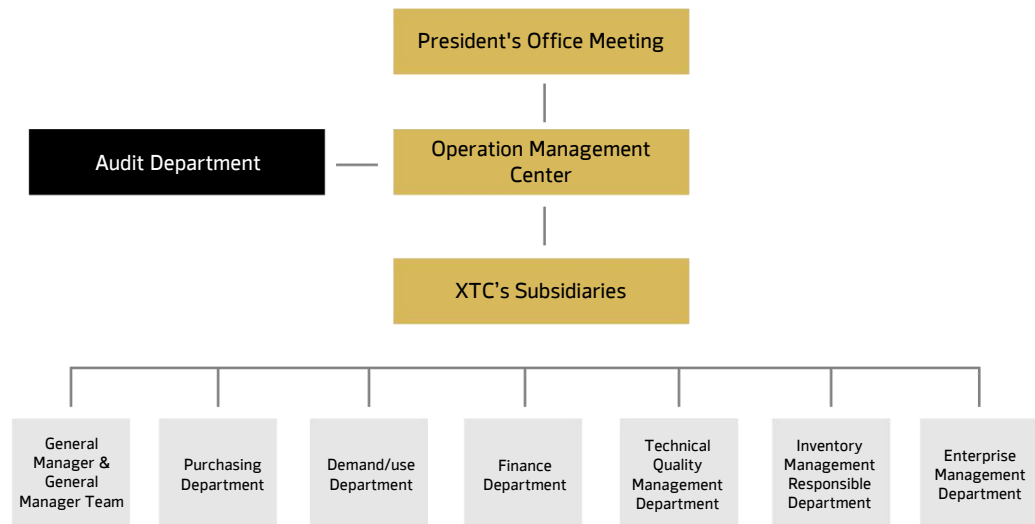 President's Office Meeting
Audit Department
Operation Management
Center
XTC’s Subsidiaries
General
Manager &
General
Manager Team
Purchasing
Department
Demand/use
Department
Finance
Department
Technical
Quality
Management
Department
Inventory
Management
Responsible
Department
Enterprise
Management
Department